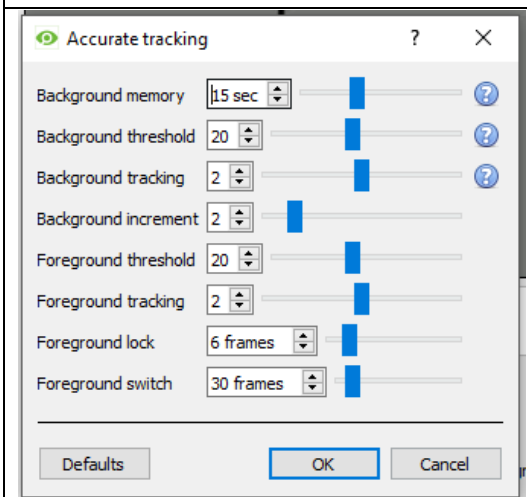 Accurate tracking ? ×
Background memory 15 sec ?
Background threshold 20 ?
Background tracking 2 ?
Background increment 2
Foreground threshold 20
Foreground tracking 2
Foreground lock 6 frames
Foreground switch 30 frames
Defaults OK Cancel